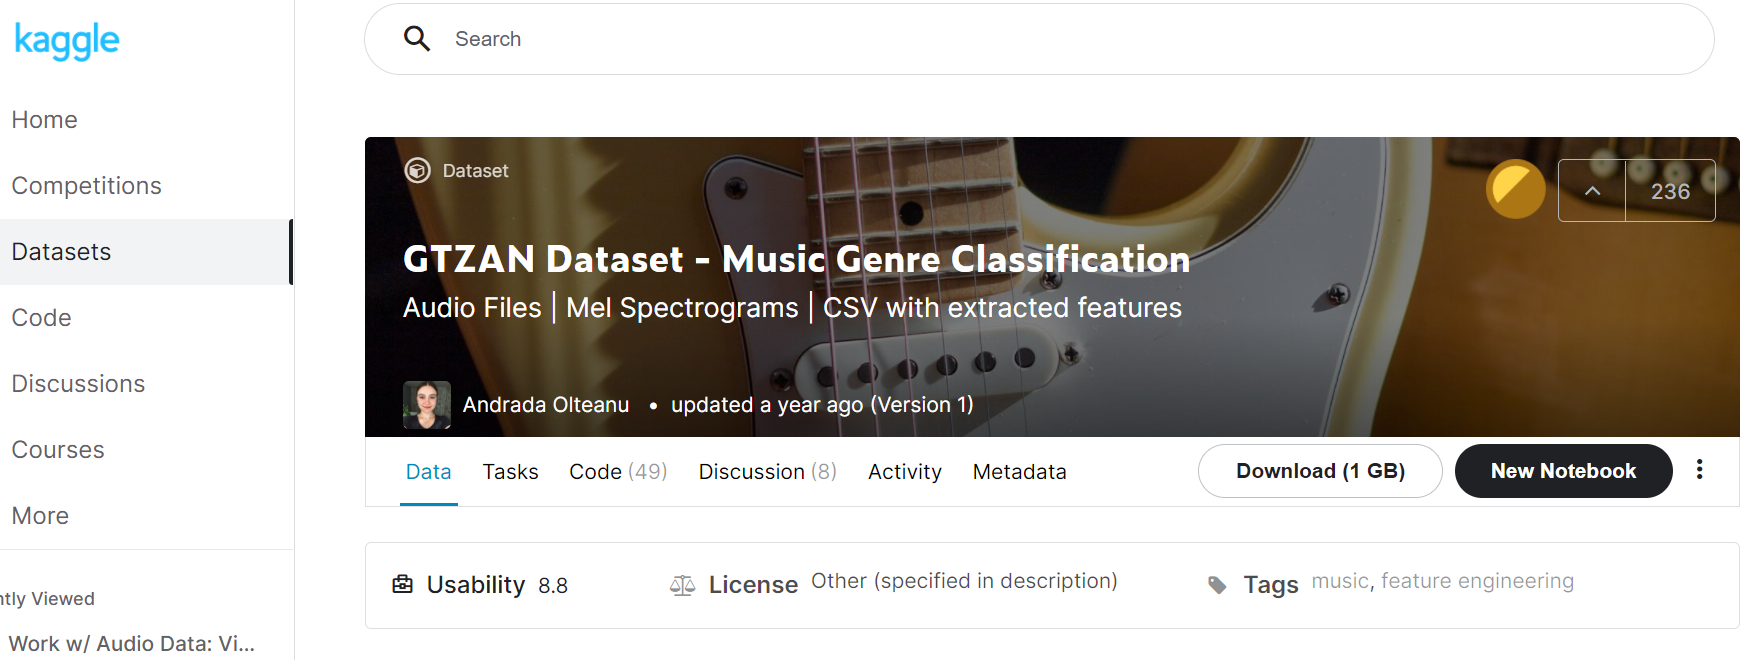 kaggle
Search
Home
Competitions
Datasets
Code
Discussions
Courses
More
ntly Viewed
Work w/ Audio Data: Vi...
Dataset
236
GTZAN Dataset - Music Genre Classification
Audio Files | Mel Spectrograms | CSV with extracted features
Andrada Olteanu • updated a year ago (Version 1)
Data Tasks Code (49) Discussion (8) Activity Metadata Download (1 GB) New Notebook
Usability 8.8 License Other (specified in description) Tags music, feature engineering